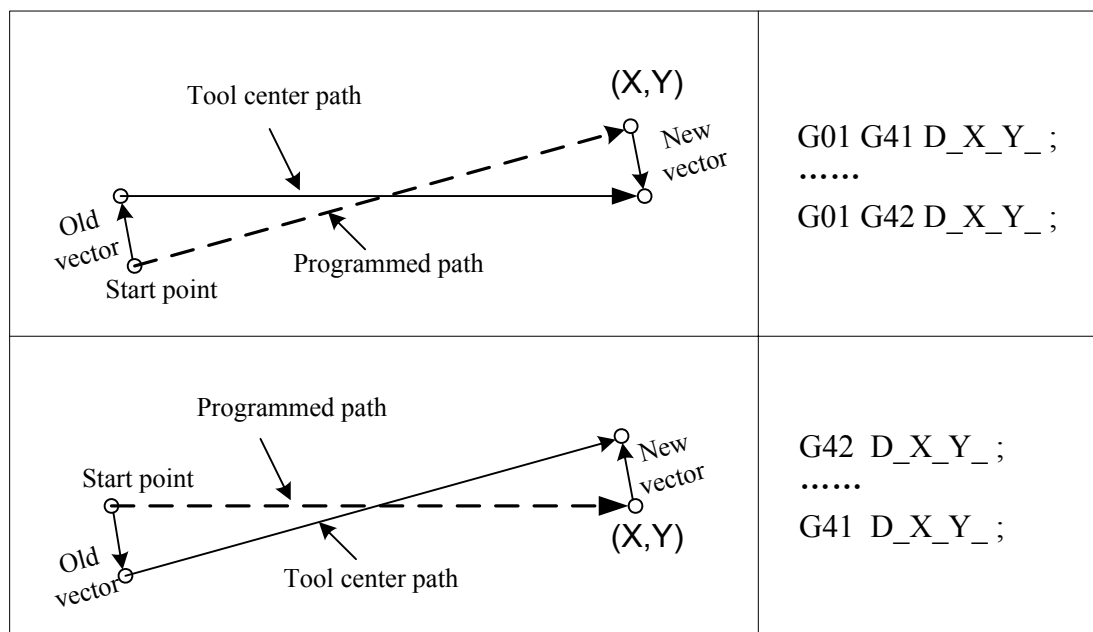 Tool center path
(X,Y)
New
vector
Old
vector
Programmed path
Start point
G01 G41 D_X_Y_ ;
......
G01 G42 D_X_Y_ ;
Programmed path
Start point
New
vector
(X,Y)
Old
vector
Tool center path
G42 D_X_Y_ ;
......
G41 D_X_Y_ ;